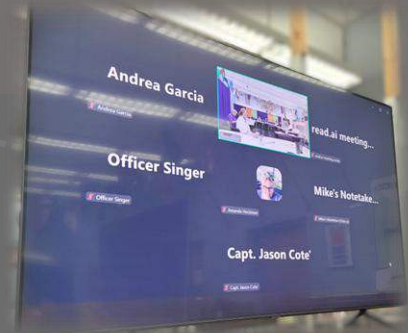 Andrea Garcia
Andrea Garcia
read.ai meeting...
Officer Singer
Officer Singer
Mike's Notetake...
Capt. Jason Cote'
Capt. Jason Cote'